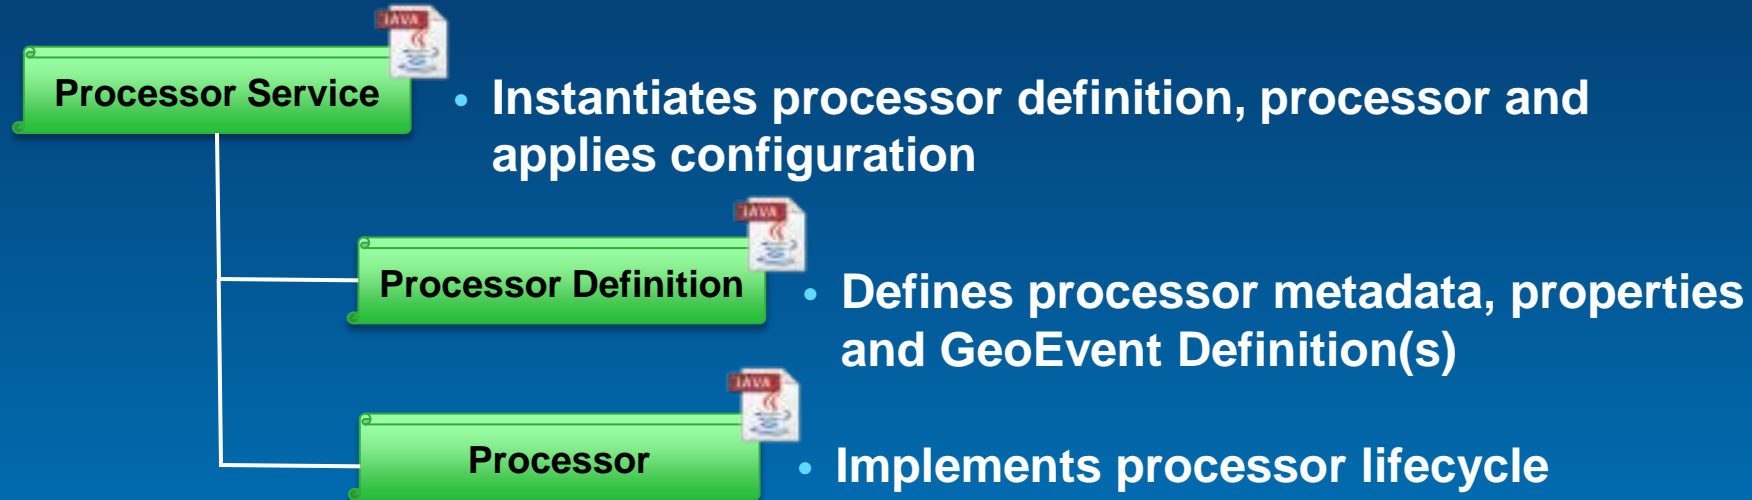 JAVA
Processor Service
• Instantiates processor definition, processor and
applies configuration
JAVA
Processor Definition
• Defines processor metadata, properties
and GeoEvent Definition(s)
JAVA
Processor
• Implements processor lifecycle